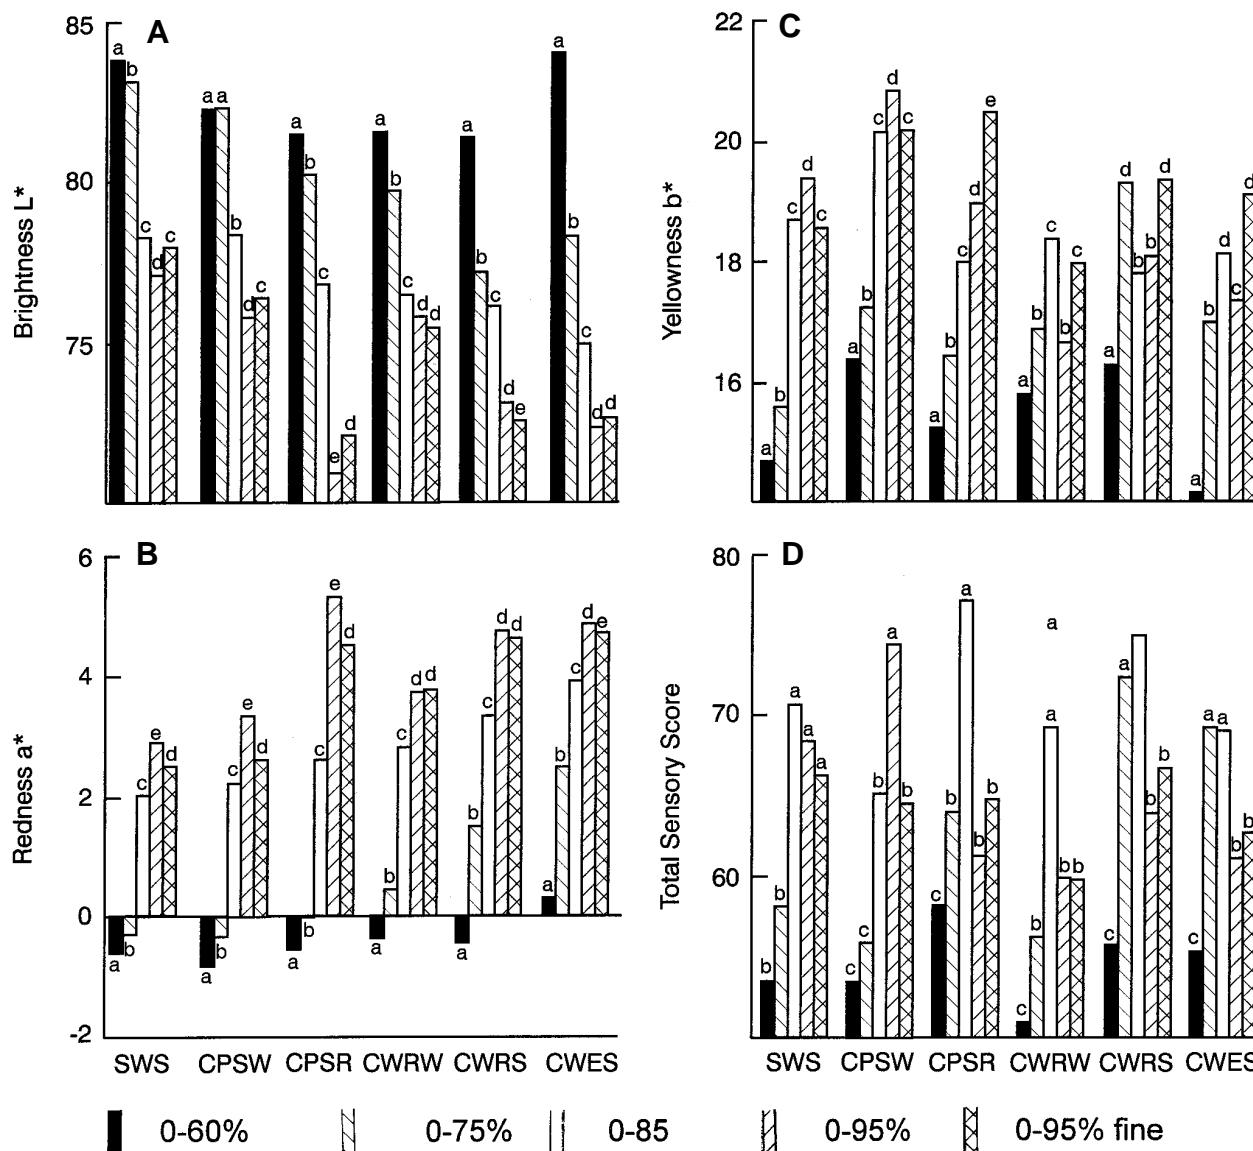 A
85
80
75
Brightness L*
a b c d c
a a b d c
a b c e d
a b c d d
a b c d e
a b c d d
C
22
20
18
16
Yellowness b*
a b c d c
a b c d c
a b c d e
a b c b c
a d b b d
a b d c d
B
6
4
2
0
-2
Redness a*
a b c e d
a b c e d
a b c e d
a b c d d
a b c d d
a b c d e
SWS CPSW CPSR CWRW CWRS CWES
D
80
70
60
Total Sensory Score
b b a a a
c c b a b
c b a b b
c b a b b
a
c a b b
c a a b b
SWS CPSW CPSR CWRW CWRS CWES
0-60% 0-75% 0-85 0-95% 0-95% fine